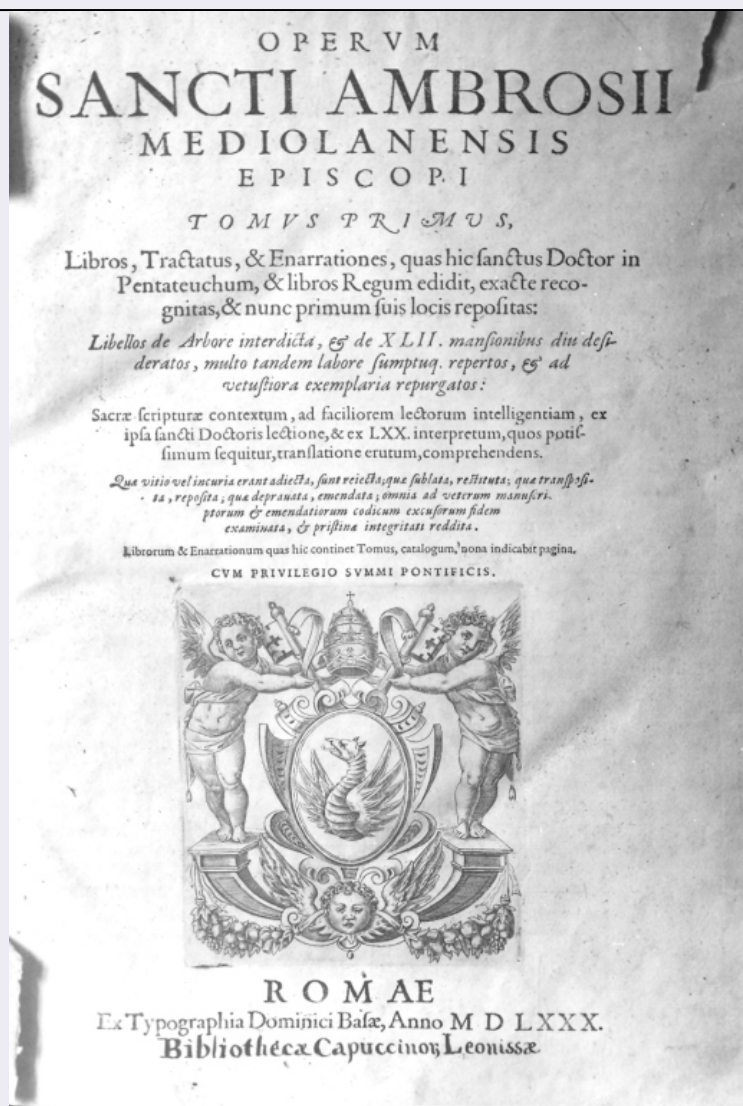 OPERVM
SANCTI AMBROSII
MEDIOLANENSIS
EPISCOPI
TOMVS PRIMUS,
Libros, Tractatus, & Enarrationes, quas hic sanctus Doctor in
Pentateuchum, & libros Regum edidit, exacte reco-
gnitas, & nunc primum suis locis repositas:
Libellos de Arbore interdicta, & de XLII. mansionibus diu desi-
deratos, multo tandem labore sumptuq. repertos, & ad
vetustiora exemplaria repurgatos:
Sacræ scripturæ contextum, ad faciliorem lectorum intelligentiam, ex
ipsa sancti Doctoris lectione, & ex LXX. interpretum, quos potis-
simum sequitur, translatione erutum, comprehendens.
Quæ vitio vel incuria erant adiecta, sunt reiecta; quæ sublata, restituta; quæ transposi-
ta, reposita; quæ deprauata, emendata; omnia ad veterum manuscri-
ptorum & emendatiorum codicum excusorum fidem
examinata, & pristinæ integritati reddita.
Librorum & Enarrationum quas hic continet Tomus, catalogum, nona indicabit pagina.
CVM PRIVILEGIO SVMMI PONTIFICIS.
ROMAE
Ex Typographia Dominici Basæ, Anno M D LXXX.
Bibliothecæ Capuccinoꝝ Leonissæ